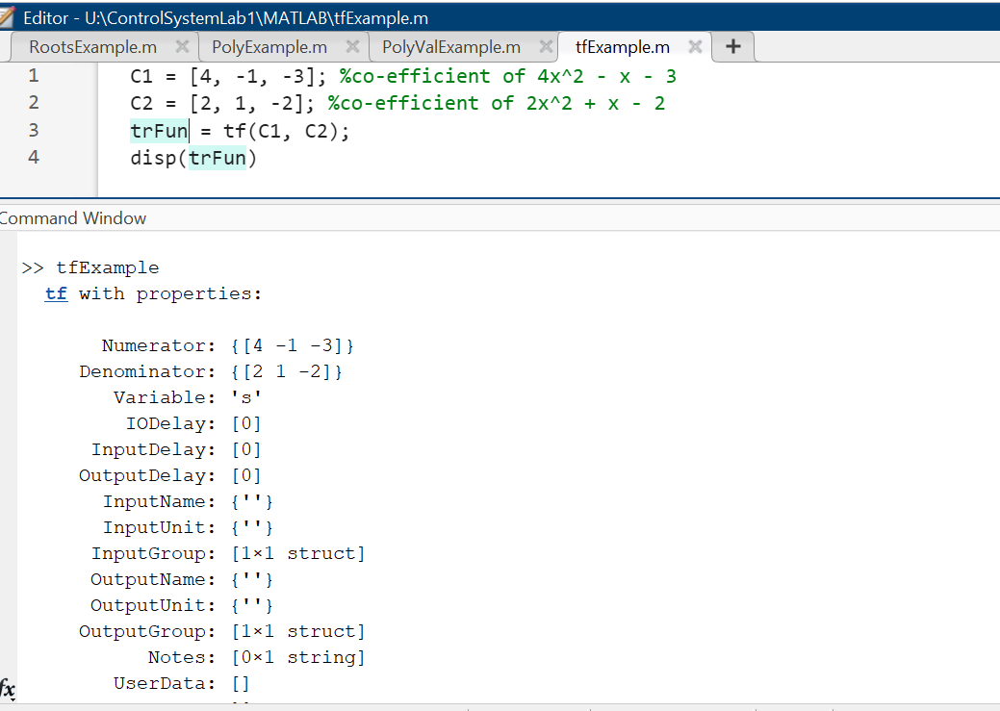 Editor - U:\ControlSystemLab1\MATLAB\tfExample.m
RootsExample.m PolyExample.m PolyValExample.m tfExample.m +
1 C1 = [4, -1, -3]; %co-efficient of 4x^2 - x - 3
2 C2 = [2, 1, -2]; %co-efficient of 2x^2 + x - 2
3 trFun = tf(C1, C2);
4 disp(trFun)
Command Window
>> tfExample
tf with properties:
Numerator: {[4 -1 -3]}
Denominator: {[2 1 -2]}
Variable: 's'
IODelay: [0]
InputDelay: [0]
OutputDelay: [0]
InputName: {''}
InputUnit: {''}
InputGroup: [1×1 struct]
OutputName: {''}
OutputUnit: {''}
OutputGroup: [1×1 struct]
Notes: [0×1 string]
UserData: []
fx